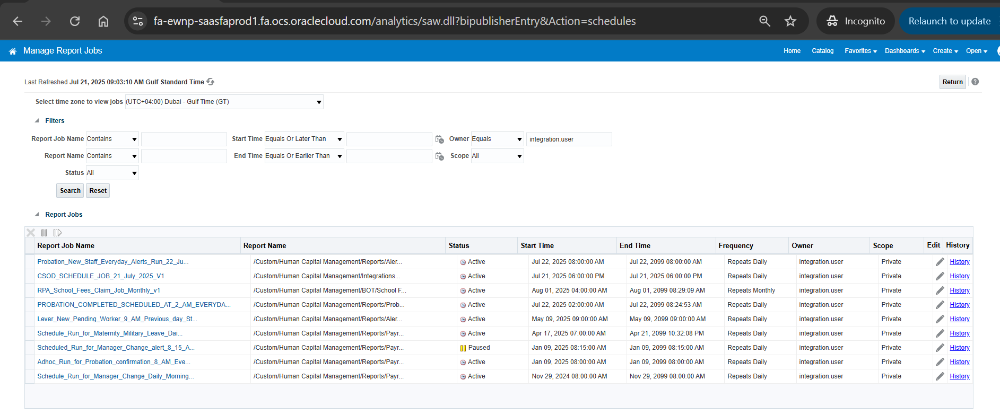 fa-ewnp-saasfaprod1.fa.ocs.oraclecloud.com/analytics/saw.dll?bipublisherEntry&Action=schedules Incognito Relaunch to update
Manage Report Jobs Home Catalog Favorites Dashboards Create Open
Last Refreshed Jul 21, 2025 09:03:10 AM Gulf Standard Time Return ?
Select time zone to view jobs (UTC+04:00) Dubai - Gulf Time (GT)
Filters
Report Job Name Contains Start Time Equals Or Later Than Owner Equals integration.user
Report Name Contains End Time Equals Or Earlier Than Scope All
Status All
Search Reset
Report Jobs
Report Job Name Report Name Status Start Time End Time Frequency Owner Scope Edit History
Probation_New_Staff_Everyday_Alerts_Run_22_Ju... /Custom/Human Capital Management/Reports/Aler... Active Jul 22, 2025 08:00:00 AM Jul 22, 2099 08:00:00 AM Repeats Daily integration.user Private History
CSOD_SCHEDULE_JOB_21_July_2025_V1 /Custom/Human Capital Management/Integrations... Active Jul 21, 2025 06:00:00 PM Jul 21, 2025 06:00:00 PM Repeats Daily integration.user Private History
RPA_School_Fees_Claim_Job_Monthly_v1 /Custom/Human Capital Management/BOT/School F... Active Aug 01, 2025 04:00:00 AM Aug 01, 2099 08:29:09 AM Repeats Monthly integration.user Private History
PROBATION_COMPLETED_SCHEDULED_AT_2_AM_EVERYDA... /Custom/Human Capital Management/Reports/Prob... Active Jul 22, 2025 02:00:00 AM Jul 22, 2099 08:24:53 AM Repeats Daily integration.user Private History
Lever_New_Pending_Worker_9_AM_Previous_day_St... /Custom/Human Capital Management/Reports/Aler... Active May 09, 2025 09:00:00 AM May 09, 2099 09:00:00 AM Repeats Daily integration.user Private History
Schedule_Run_for_Maternity_Military_Leave_Dai... /Custom/Human Capital Management/Reports/Payr... Active Apr 17, 2025 07:00:00 AM Apr 21, 2099 10:32:08 PM Repeats Daily integration.user Private History
Scheduled_Run_for_Manager_Change_alert_8_15_A... /Custom/Human Capital Management/Reports/Payr... Paused Jan 09, 2025 08:15:00 AM Jan 09, 2099 08:15:00 AM Repeats Daily integration.user Private History
Adhoc_Run_for_Probation_confirmation_8_AM_Eve... /Custom/Human Capital Management/Reports/Payr... Active Jan 09, 2025 08:00:00 AM Jan 09, 2099 08:00:00 AM Repeats Daily integration.user Private History
Schedule_Run_for_Manager_Change_Daily_Morning... /Custom/Human Capital Management/Reports/Payr... Active Nov 29, 2024 08:00:00 AM Nov 29, 2099 08:00:00 AM Repeats Daily integration.user Private History